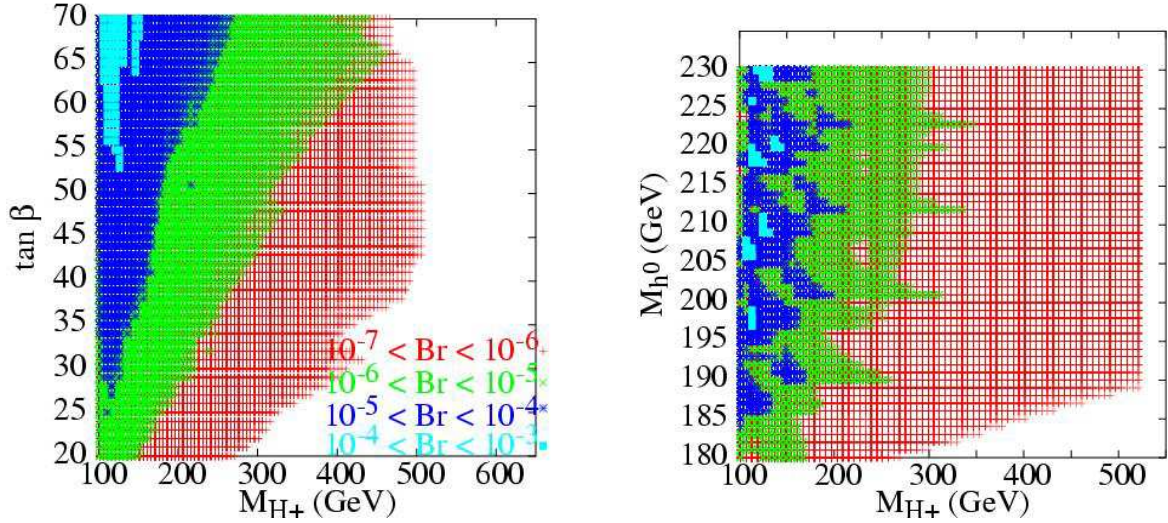 70
65
60
55
50
45
40
35
30
25
20
tan β
10⁻⁷ < Br < 10⁻⁶
10⁻⁶ < Br < 10⁻⁵
10⁻⁵ < Br < 10⁻⁴
10⁻⁴ < Br < 10⁻³
100 200 300 400 500 600
M_H+ (GeV)
230
225
220
215
210
205
200
195
190
185
180
M_h⁰ (GeV)
100 200 300 400 500
M_H+ (GeV)